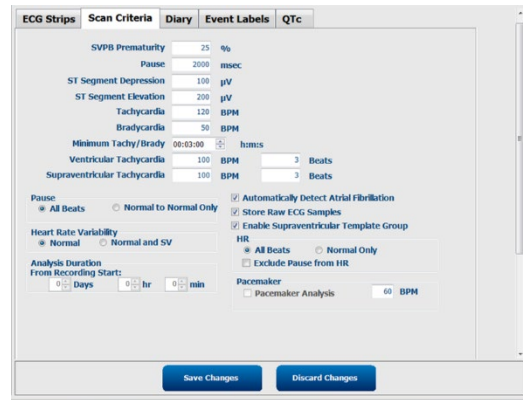 ECG Strips Scan Criteria Diary Event Labels QTc
SVPB Prematurity 25 %
Pause 2000 msec
ST Segment Depression 100 µV
ST Segment Elevation 200 µV
Tachycardia 120 BPM
Bradycardia 50 BPM
Minimum Tachy/Brady 00:03:00 h:m:s
Ventricular Tachycardia 100 BPM 3 Beats
Supraventricular Tachycardia 100 BPM 3 Beats
Pause
All Beats Normal to Normal Only
Heart Rate Variability
Normal Normal and SV
Analysis Duration
From Recording Start:
0 Days 0 hr 0 min
Automatically Detect Atrial Fibrillation
Store Raw ECG Samples
Enable Supraventricular Template Group
HR
All Beats Normal Only
Exclude Pause from HR
Pacemaker
Pacemaker Analysis 60 BPM
Save Changes Discard Changes